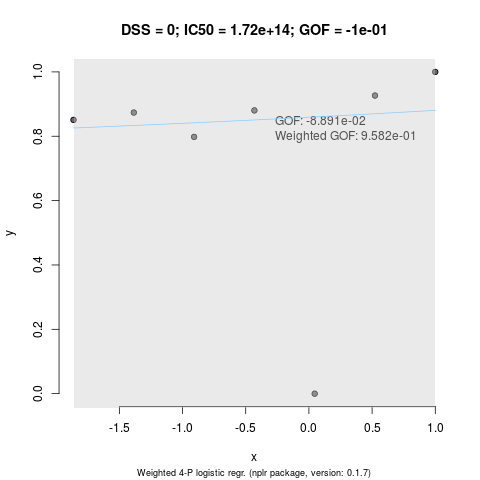 DSS = 0; IC50 = 1.72e+14; GOF = -1e-01
1.0
0.8
0.6
0.4
0.2
0.0
y
GOF: -8.891e-02
Weighted GOF: 9.582e-01
-1.5 -1.0 -0.5 0.0 0.5 1.0
x
Weighted 4-P logistic regr. (nplr package, version: 0.1.7)